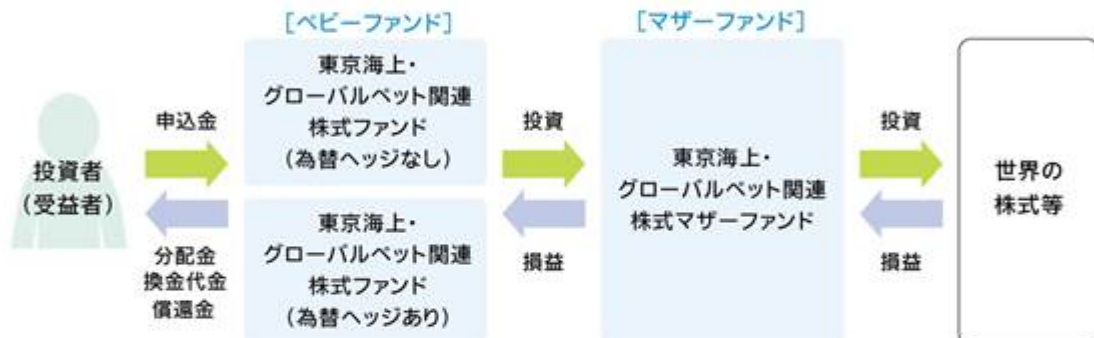 [ベビーファンド]
[マザーファンド]
投資者
(受益者)
申込金
分配金
換金代金
償還金
東京海上・
グローバルペット関連
株式ファンド
(為替ヘッジなし)
東京海上・
グローバルペット関連
株式ファンド
(為替ヘッジあり)
投資
損益
東京海上・
グローバルペット関連
株式マザーファンド
投資
損益
世界の
株式等